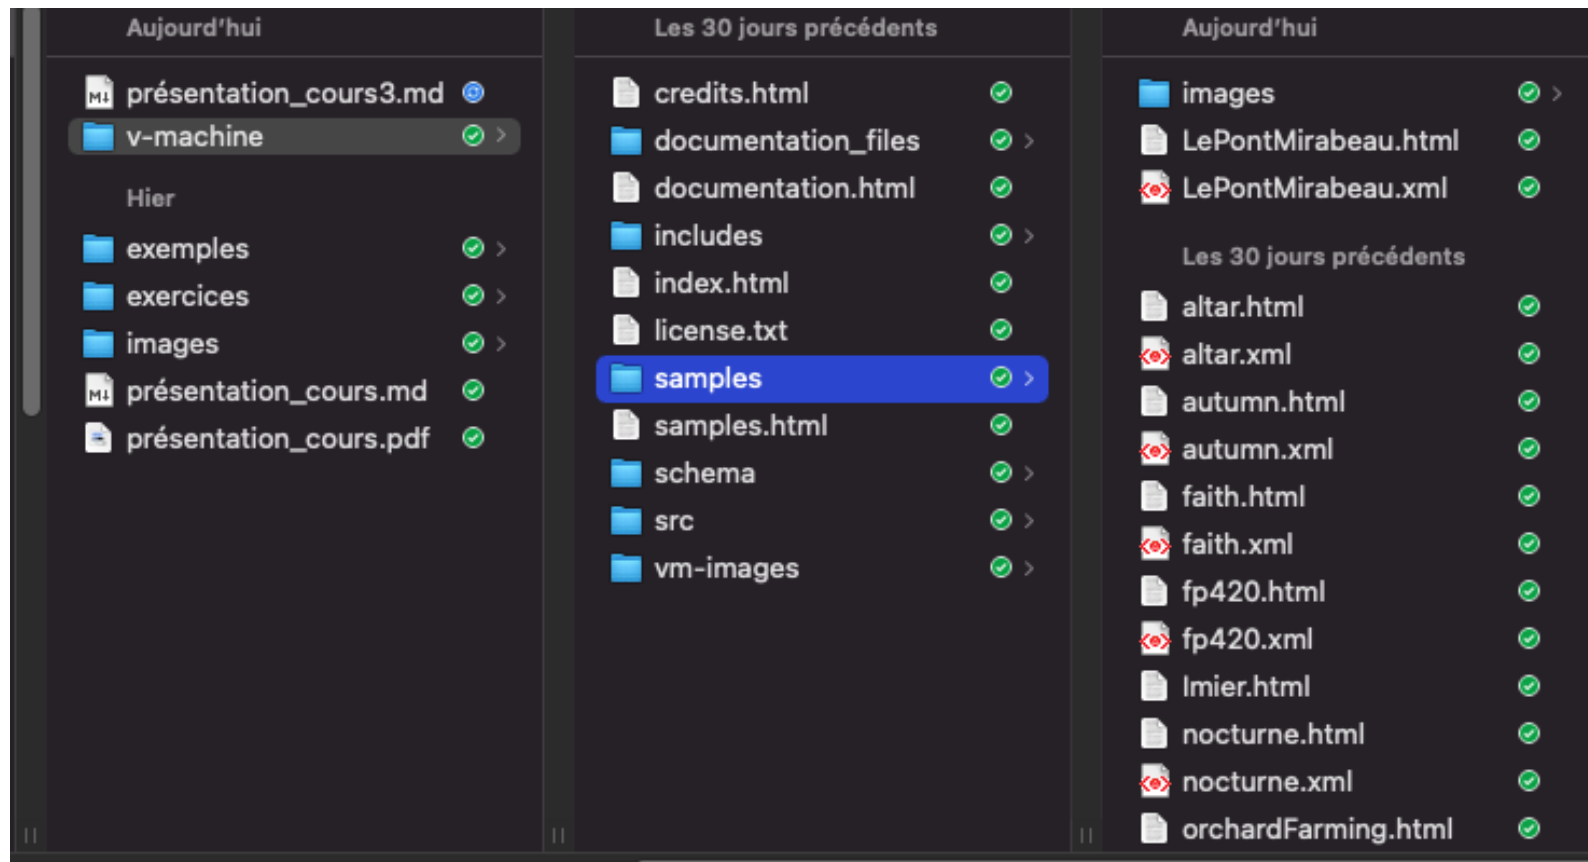 Aujourd'hui
présentation_cours3.md
v-machine
Hier
exemples
exercices
images
présentation_cours.md
présentation_cours.pdf
Les 30 jours précédents
credits.html
documentation_files
documentation.html
includes
index.html
license.txt
samples
samples.html
schema
src
vm-images
Aujourd'hui
images
LePontMirabeau.html
LePontMirabeau.xml
Les 30 jours précédents
altar.html
altar.xml
autumn.html
autumn.xml
faith.html
faith.xml
fp420.html
fp420.xml
lmier.html
nocturne.html
nocturne.xml
orchardFarming.html